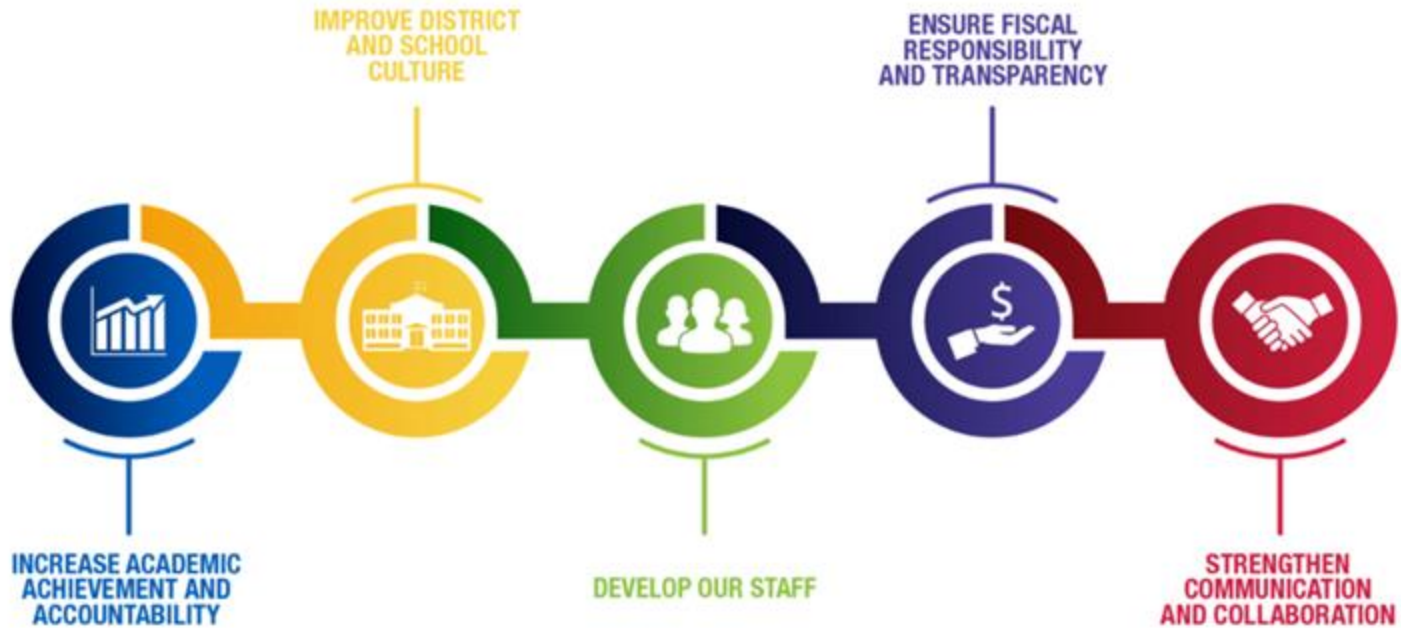 IMPROVE DISTRICT
AND SCHOOL
CULTURE
ENSURE FISCAL
RESPONSIBILITY
AND TRANSPARENCY
$
INCREASE ACADEMIC
ACHIEVEMENT AND
ACCOUNTABILITY
DEVELOP OUR STAFF
STRENGTHEN
COMMUNICATION
AND COLLABORATION